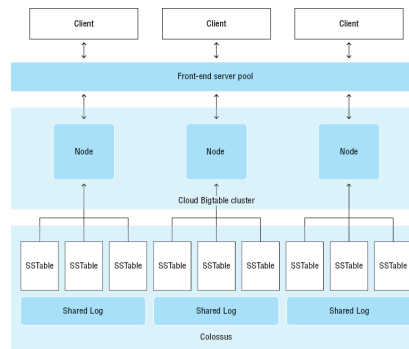 Client
Client
Client
Front-end server pool
Node
Node
Node
Cloud Bigtable cluster
SSTable
SSTable
SSTable
SSTable
SSTable
SSTable
SSTable
SSTable
SSTable
Shared Log
Shared Log
Shared Log
Colossus